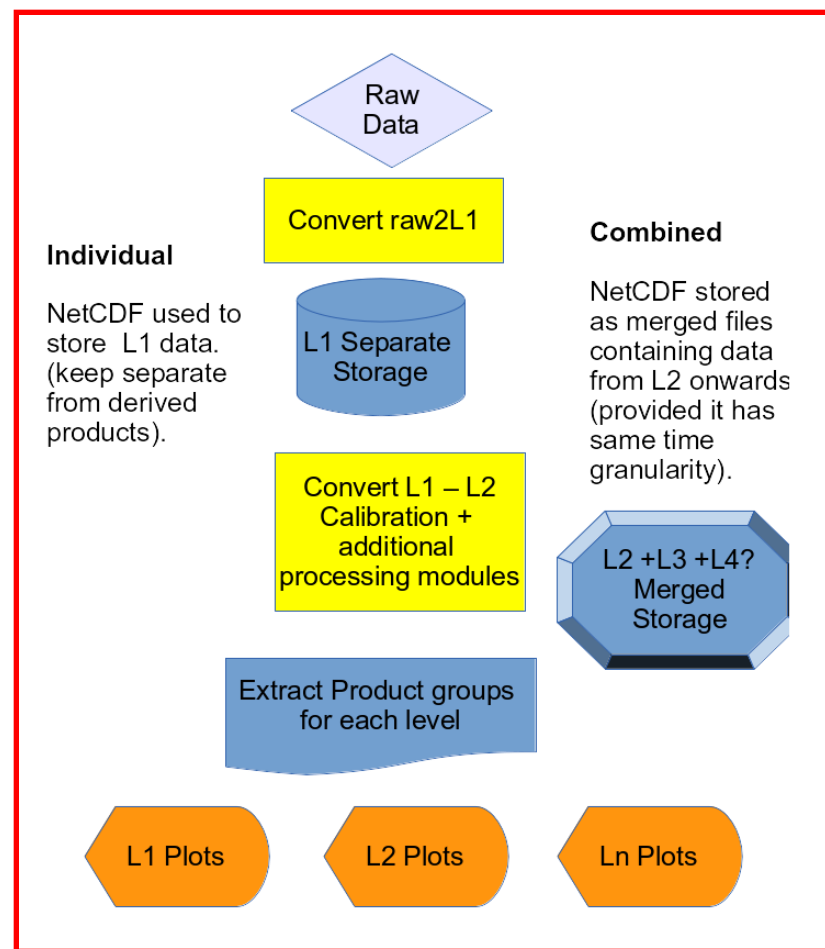 Raw
Data
Convert raw2L1
Individual
NetCDF used to
store L1 data.
(keep separate
from derived
products).
L1 Separate
Storage
Combined
NetCDF stored
as merged files
containing data
from L2 onwards
(provided it has
same time
granularity).
Convert L1 – L2
Calibration +
additional
processing modules
L2 +L3 +L4?
Merged
Storage
Extract Product groups
for each level
L1 Plots
L2 Plots
Ln Plots